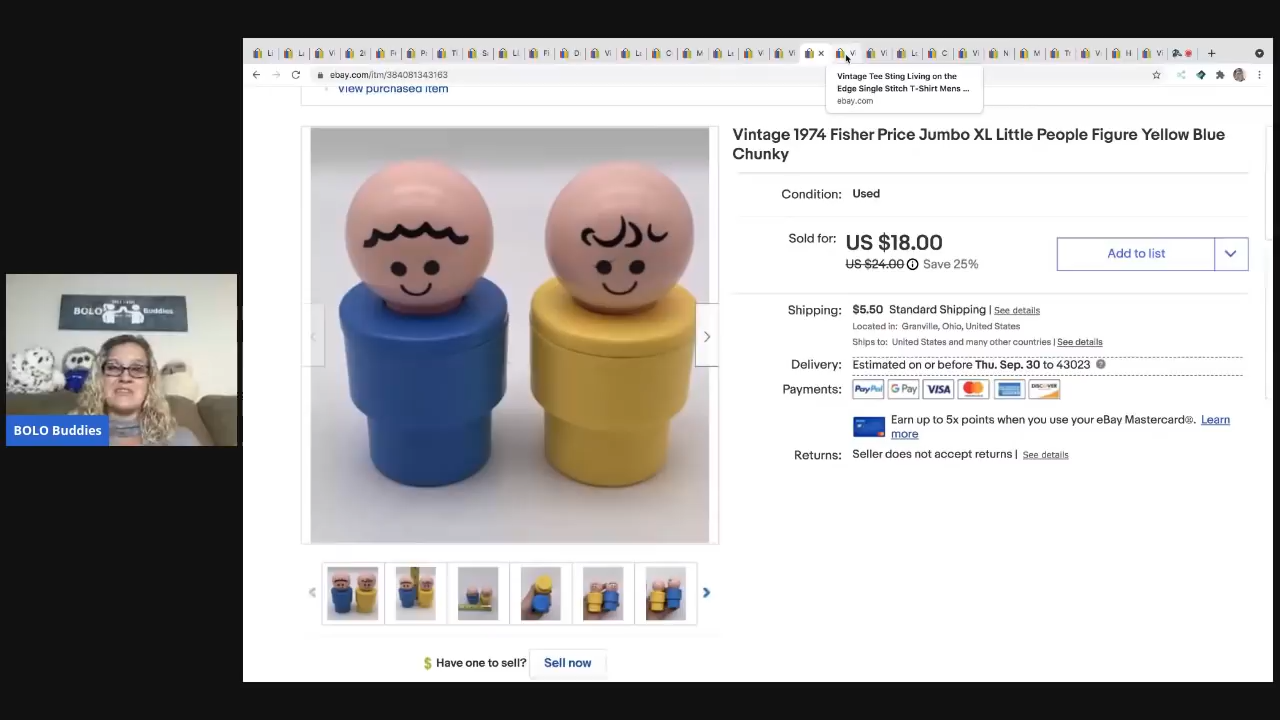 ebay.com/itm/384081343163
Vintage Tee Sting Living on the
Edge Single Stitch T-Shirt Mens ...
ebay.com
View purchased item
Vintage 1974 Fisher Price Jumbo XL Little People Figure Yellow Blue
Chunky
Condition: Used
Sold for: US $18.00
US $24.00 Save 25%
Add to list
Shipping: $5.50 Standard Shipping | See details
Located in: Granville, Ohio, United States
Ships to: United States and many other countries | See details
Delivery: Estimated on or before Thu. Sep. 30 to 43023
Payments: PayPal G Pay VISA DISCOVER
Earn up to 5x points when you use your eBay Mastercard®. Learn
more
Returns: Seller does not accept returns | See details
$ Have one to sell? Sell now
BOLO Buddies
BOLO Buddies